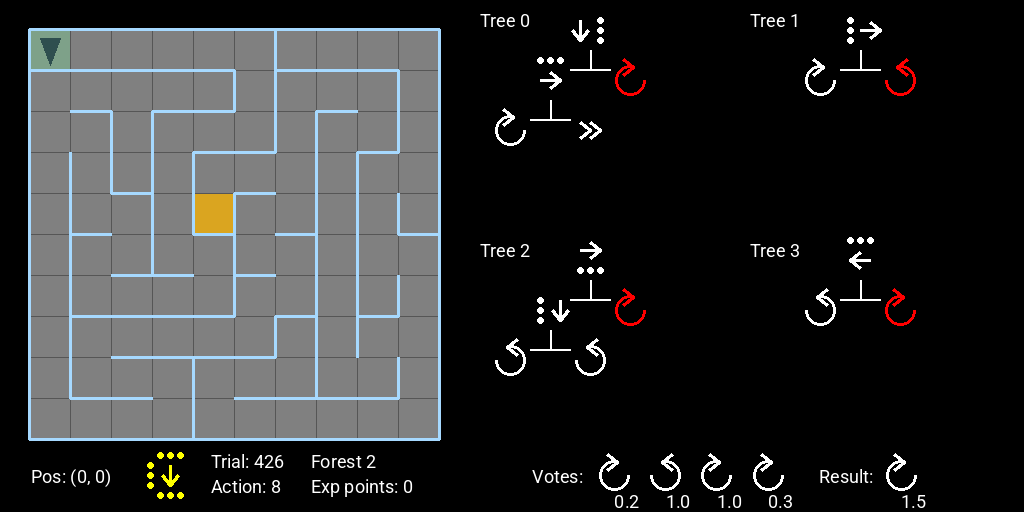 Tree 0
Tree 1
Tree 2
Tree 3
Pos: (0, 0)
Trial: 426
Forest 2
Action: 8
Exp points: 0
Votes:
0.2
1.0
1.0
0.3
Result:
1.5